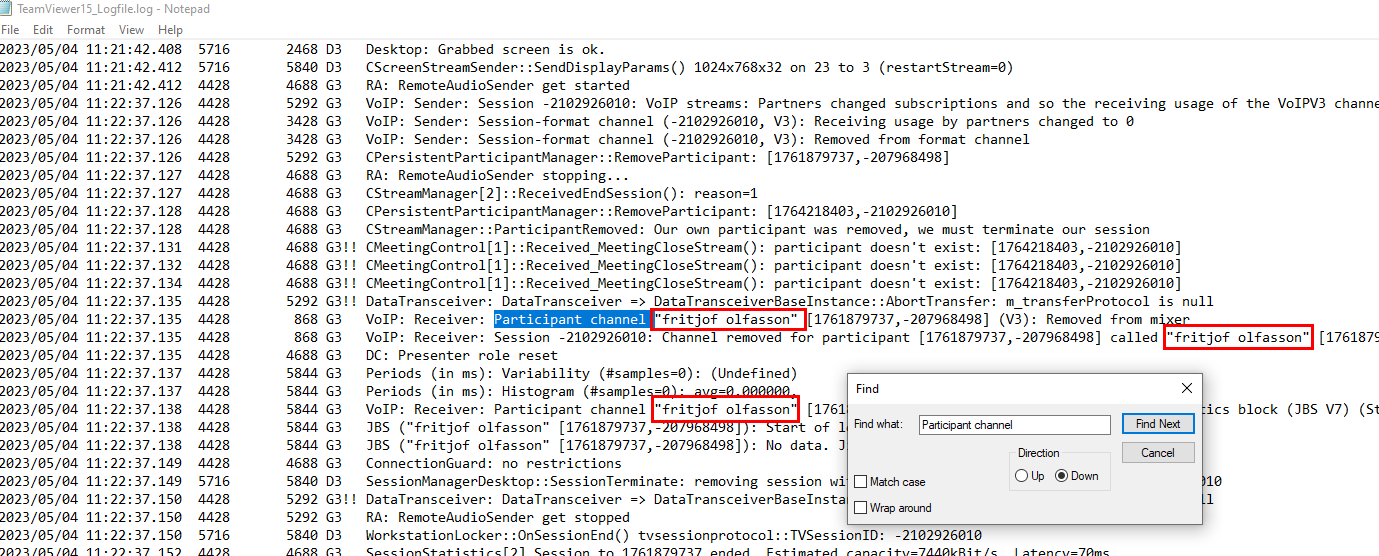 TeamViewer15_Logfile.log - Notepad
File Edit Format View Help
2023/05/04 11:21:42.408 5716 2468 D3 Desktop: Grabbed screen is ok.
2023/05/04 11:21:42.412 5716 5840 D3 CScreenStreamSender::SendDisplayParams() 1024x768x32 on 23 to 3 (restartStream=0)
2023/05/04 11:21:42.412 4428 4688 G3 RA: RemoteAudioSender get started
2023/05/04 11:22:37.126 4428 5292 G3 VoIP: Sender: Session -2102926010: VoIP streams: Partners changed subscriptions and so the receiving usage of the VoIPV3 channe
2023/05/04 11:22:37.126 4428 3428 G3 VoIP: Sender: Session-format channel (-2102926010, V3): Receiving usage by partners changed to 0
2023/05/04 11:22:37.126 4428 3428 G3 VoIP: Sender: Session-format channel (-2102926010, V3): Removed from format channel
2023/05/04 11:22:37.126 4428 5292 G3 CPersistentParticipantManager::RemoveParticipant: [1761879737,-207968498]
2023/05/04 11:22:37.127 4428 4688 G3 RA: RemoteAudioSender stopping...
2023/05/04 11:22:37.128 4428 4688 G3 CStreamManager[2]::ReceivedEndSession(): reason=1
2023/05/04 11:22:37.128 4428 4688 G3 CPersistentParticipantManager::RemoveParticipant: [1764218403,-2102926010]
2023/05/04 11:22:37.128 4428 4688 G3 CStreamManager::ParticipantRemoved: Our own participant was removed, we must terminate our session
2023/05/04 11:22:37.131 4428 4688 G3!! CMeetingControl[1]::Received_MeetingCloseStream(): participant doesn't exist: [1764218403,-2102926010]
2023/05/04 11:22:37.132 4428 4688 G3!! CMeetingControl[1]::Received_MeetingCloseStream(): participant doesn't exist: [1764218403,-2102926010]
2023/05/04 11:22:37.134 4428 4688 G3!! CMeetingControl[1]::Received_MeetingCloseStream(): participant doesn't exist: [1764218403,-2102926010]
2023/05/04 11:22:37.135 4428 5292 G3!! DataTransceiver: DataTransceiver => DataTransceiverBaseInstance::AbortTransfer: m_transferProtocol is null
2023/05/04 11:22:37.135 4428 868 G3 VoIP: Receiver: Participant channel "fritjof olfasson" [1761879737,-207968498] (V3): Removed from mixer
2023/05/04 11:22:37.135 4428 868 G3 VoIP: Receiver: Session -2102926010: Channel removed for participant [1761879737,-207968498] called "fritjof olfasson" [176187
2023/05/04 11:22:37.135 4428 4688 G3 DC: Presenter role reset
2023/05/04 11:22:37.137 4428 5844 G3 Periods (in ms): Variability (#samples=0): (Undefined)
2023/05/04 11:22:37.137 4428 5844 G3 Periods (in ms): Histogram (#samples=0): avg=0.000000,
2023/05/04 11:22:37.138 4428 5844 G3 VoIP: Receiver: Participant channel "fritjof olfasson" [1761 tics block (JBS V7) (St
2023/05/04 11:22:37.138 4428 5844 G3 JBS ("fritjof olfasson" [1761879737,-207968498]): Start of lo
2023/05/04 11:22:37.138 4428 5844 G3 JBS ("fritjof olfasson" [1761879737,-207968498]): No data. J
2023/05/04 11:22:37.149 4428 4688 G3 ConnectionGuard: no restrictions
2023/05/04 11:22:37.149 5716 5840 D3 SessionManagerDesktop::SessionTerminate: removing session wi 010
2023/05/04 11:22:37.150 4428 5292 G3!! DataTransceiver: DataTransceiver => DataTransceiverBaseInsta ll
2023/05/04 11:22:37.150 4428 5292 G3 RA: RemoteAudioSender get stopped
2023/05/04 11:22:37.150 5716 5840 D3 WorkstationLocker::OnSessionEnd() tvsessionprotocol::TVSessionID: -2102926010
2023/05/04 11:22:37.152 4428 4688 G3 SessionStatistics[2] Session to 1761879737 ended. Estimated capacity=7440kBit/s, Latency=70ms
Find
Find what: Participant channel Find Next
Cancel
Direction
Up Down
Match case
Wrap around